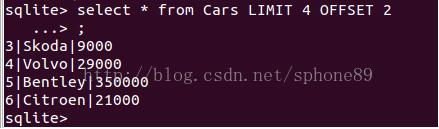 sqlite> select * from Cars LIMIT 4 OFFSET 2
...> ;
3|Skoda|9000
4|Volvo|29000
5|Bentley|350000
6|Citroen|21000
sqlite>
http://blog.csdn.net/sphone89